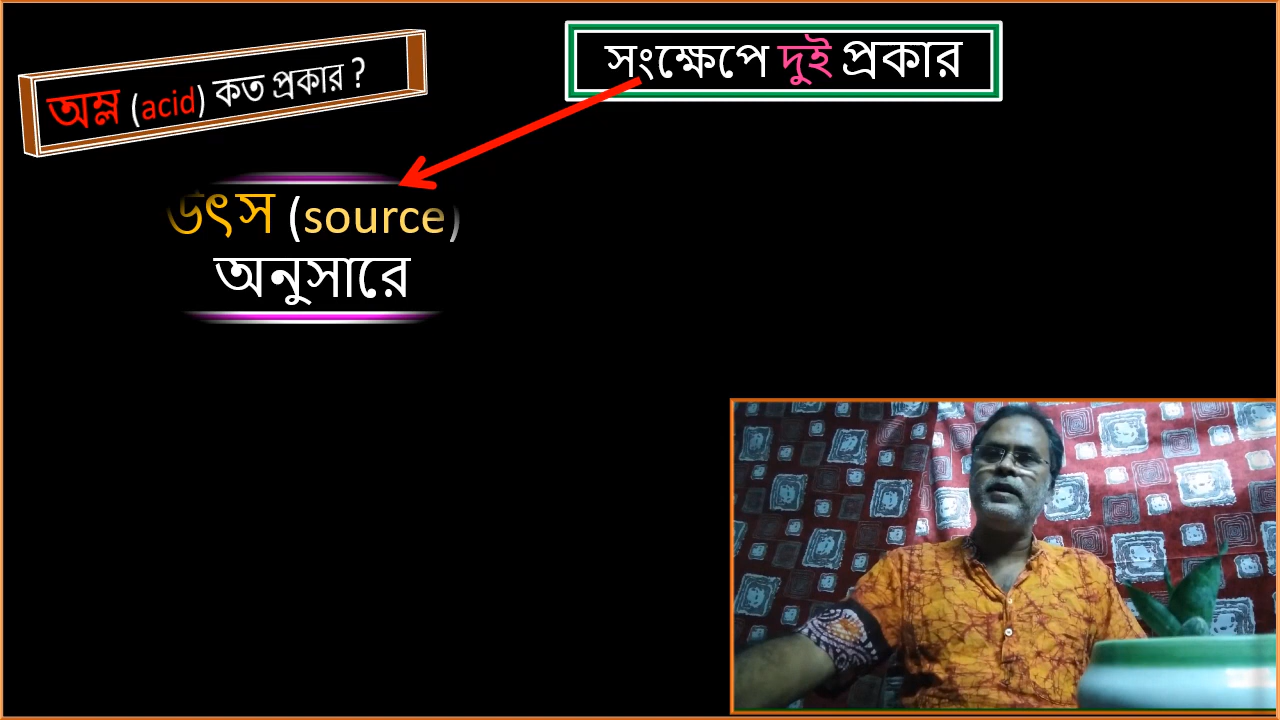 অম্ল (acid) কত প্রকার ?
সংক্ষেপে দুই প্রকার
উৎস (source)
অনুসারে